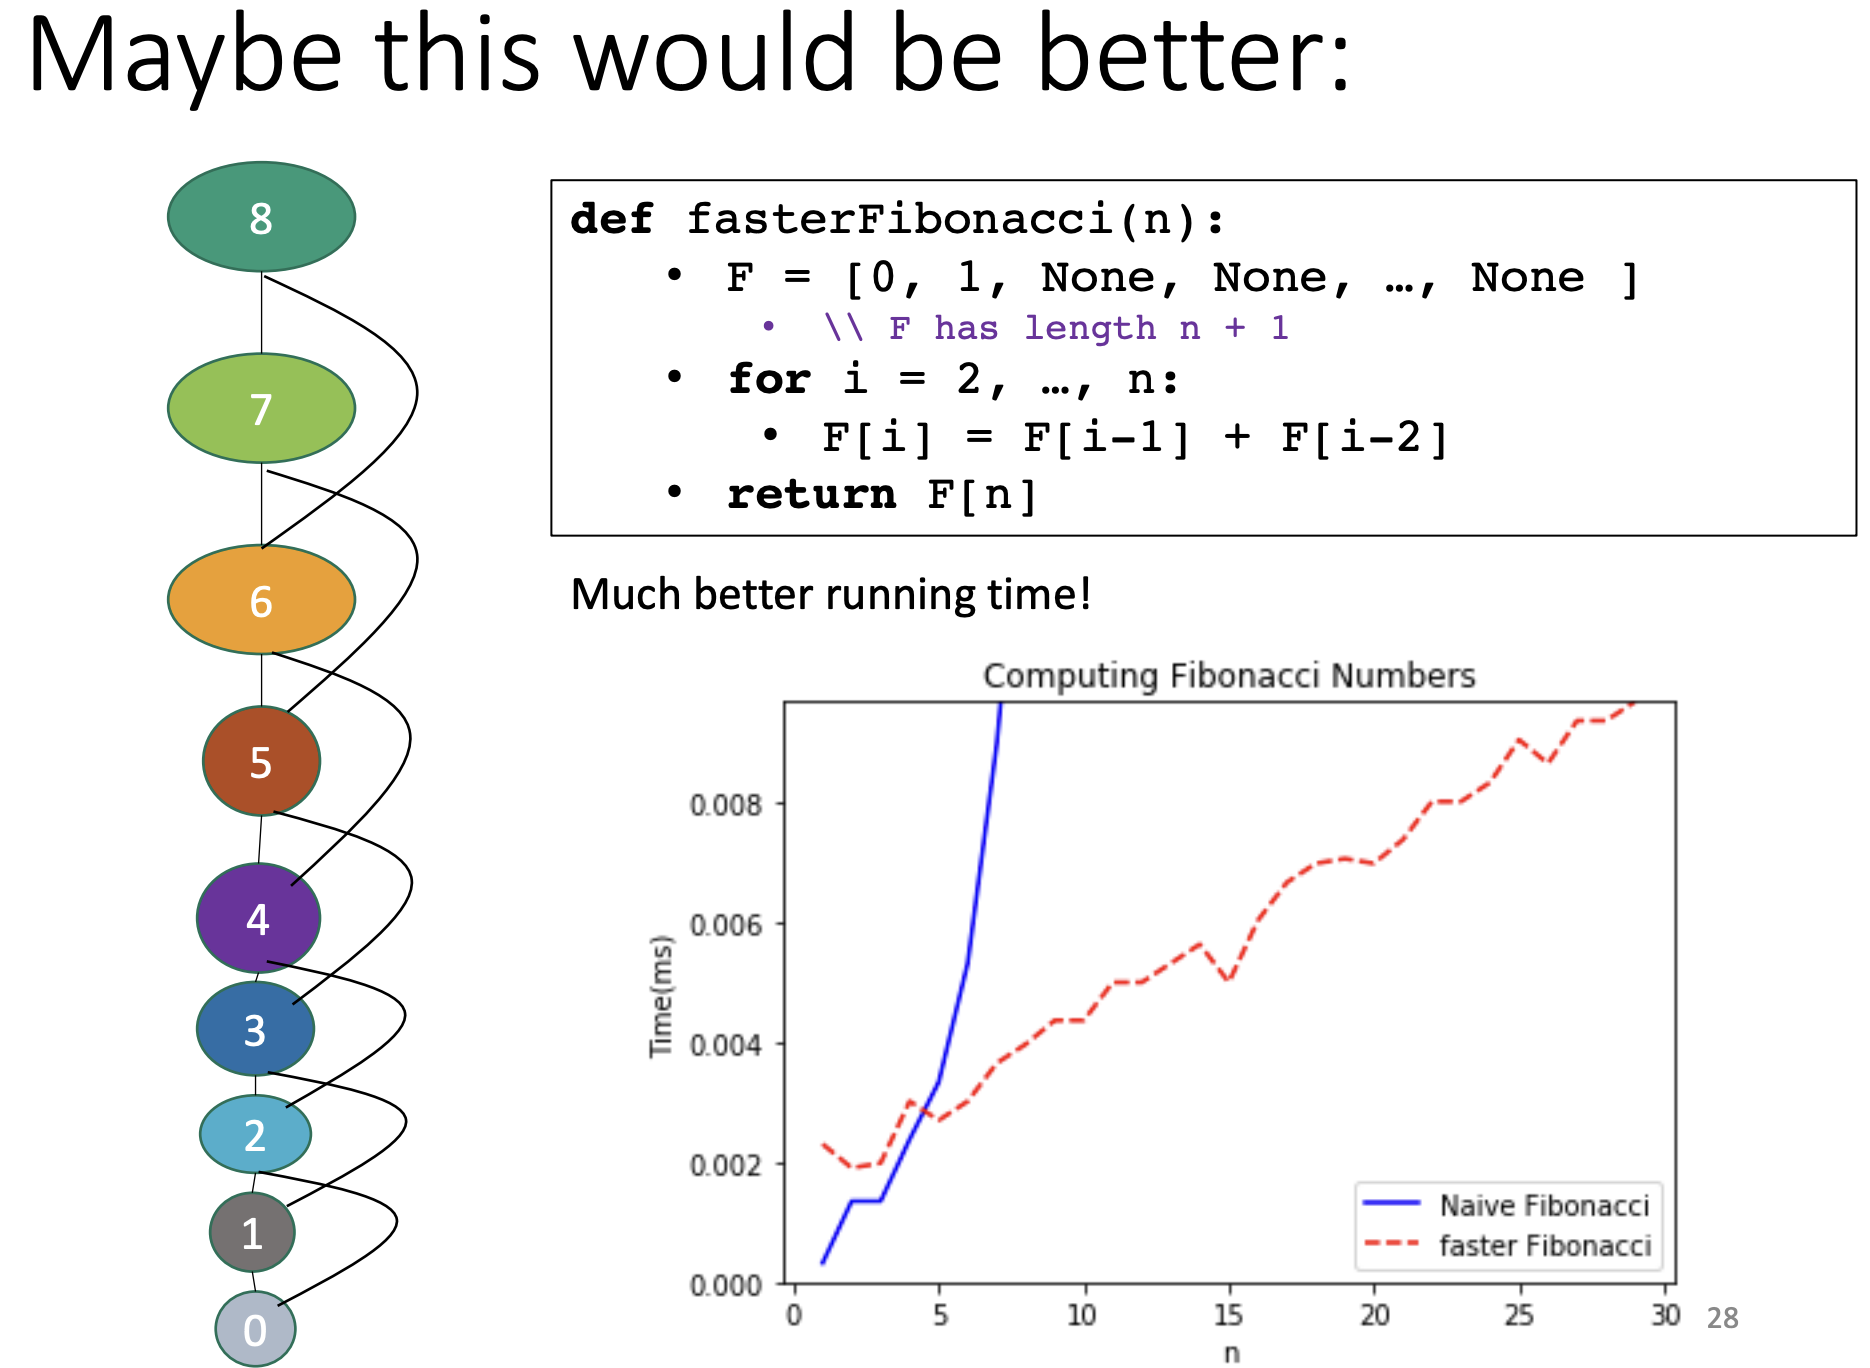 Maybe this would be better:
8
7
6
5
4
3
2
1
0
def fasterFibonacci(n):
• F = [0, 1, None, None, …, None ]
• \\ F has length n + 1
• for i = 2, …, n:
• F[i] = F[i-1] + F[i-2]
• return F[n]
Much better running time!
Computing Fibonacci Numbers
Time(ms)
0.008
0.006
0.004
0.002
0.000
Naive Fibonacci
faster Fibonacci
0 5 10 15 20 25 30
n
28